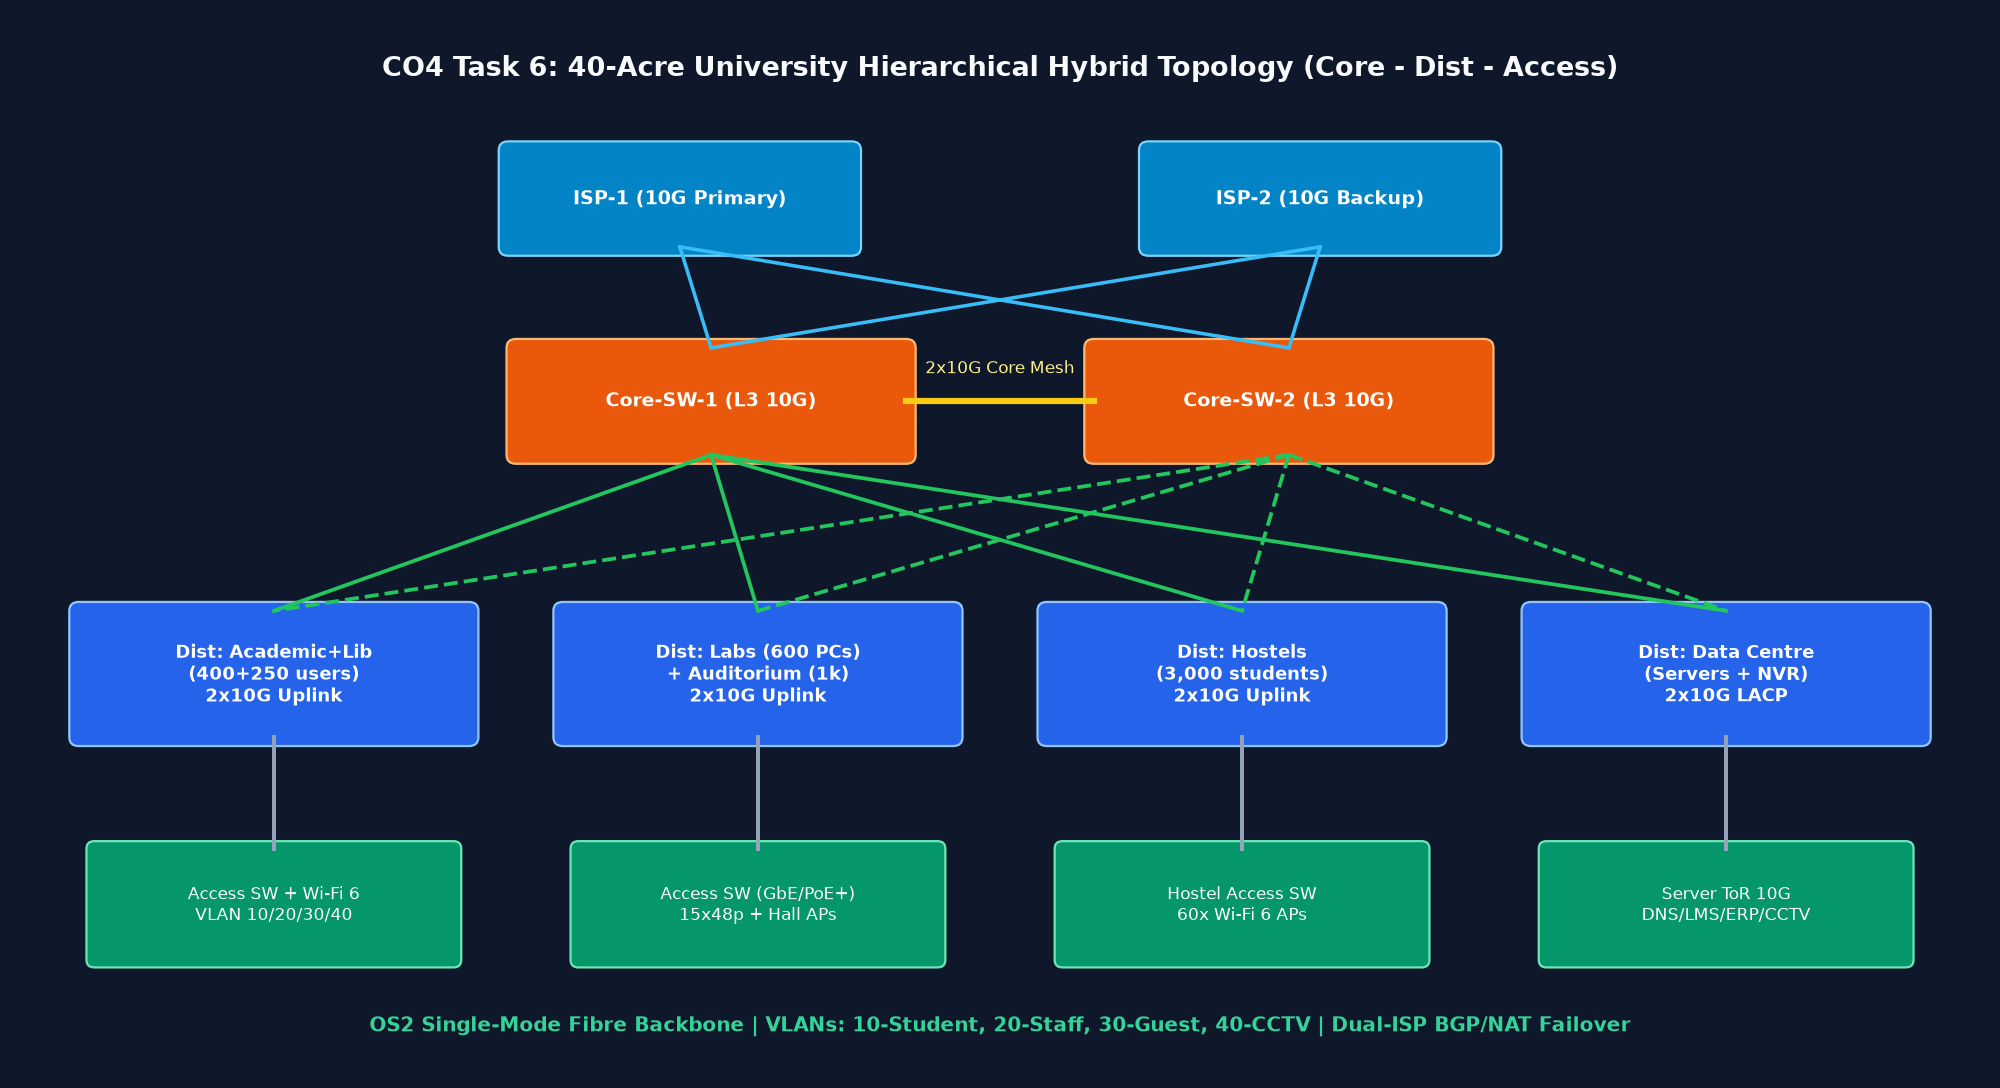 CO4 Task 6: 40-Acre University Hierarchical Hybrid Topology (Core - Dist - Access)
ISP-1 (10G Primary)
ISP-2 (10G Backup)
Core-SW-1 (L3 10G)
2x10G Core Mesh
Core-SW-2 (L3 10G)
Dist: Academic+Lib
(400+250 users)
2x10G Uplink
Dist: Labs (600 PCs)
+ Auditorium (1k)
2x10G Uplink
Dist: Hostels
(3,000 students)
2x10G Uplink
Dist: Data Centre
(Servers + NVR)
2x10G LACP
Access SW + Wi-Fi 6
VLAN 10/20/30/40
Access SW (GbE/PoE+)
15x48p + Hall APs
Hostel Access SW
60x Wi-Fi 6 APs
Server ToR 10G
DNS/LMS/ERP/CCTV
OS2 Single-Mode Fibre Backbone | VLANs: 10-Student, 20-Staff, 30-Guest, 40-CCTV | Dual-ISP BGP/NAT Failover